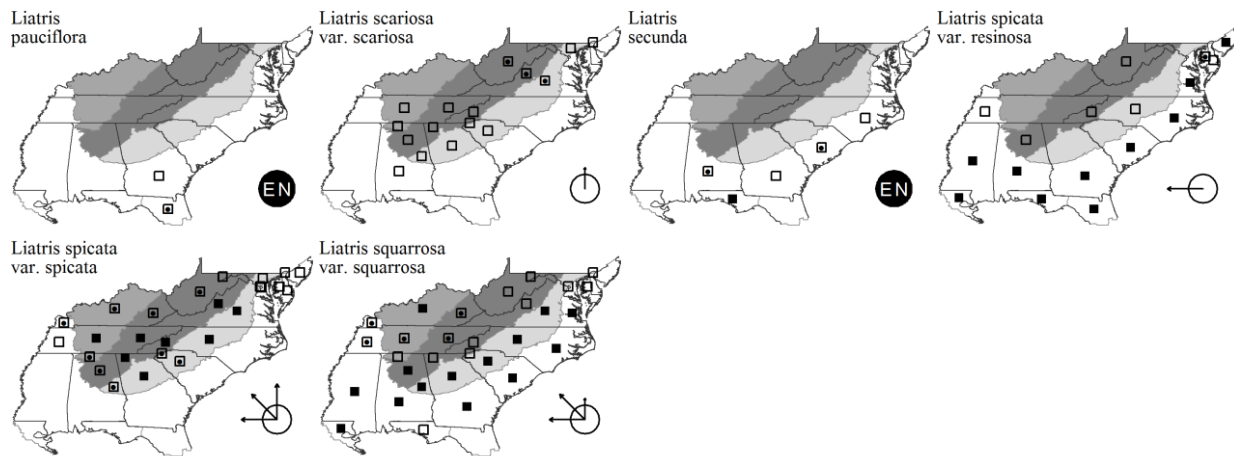 Liatris
pauciflora
EN
Liatris scariosa
var. scariosa
Liatris
secunda
EN
Liatris spicata
var. resinosa
Liatris spicata
var. spicata
Liatris squarrosa
var. squarrosa